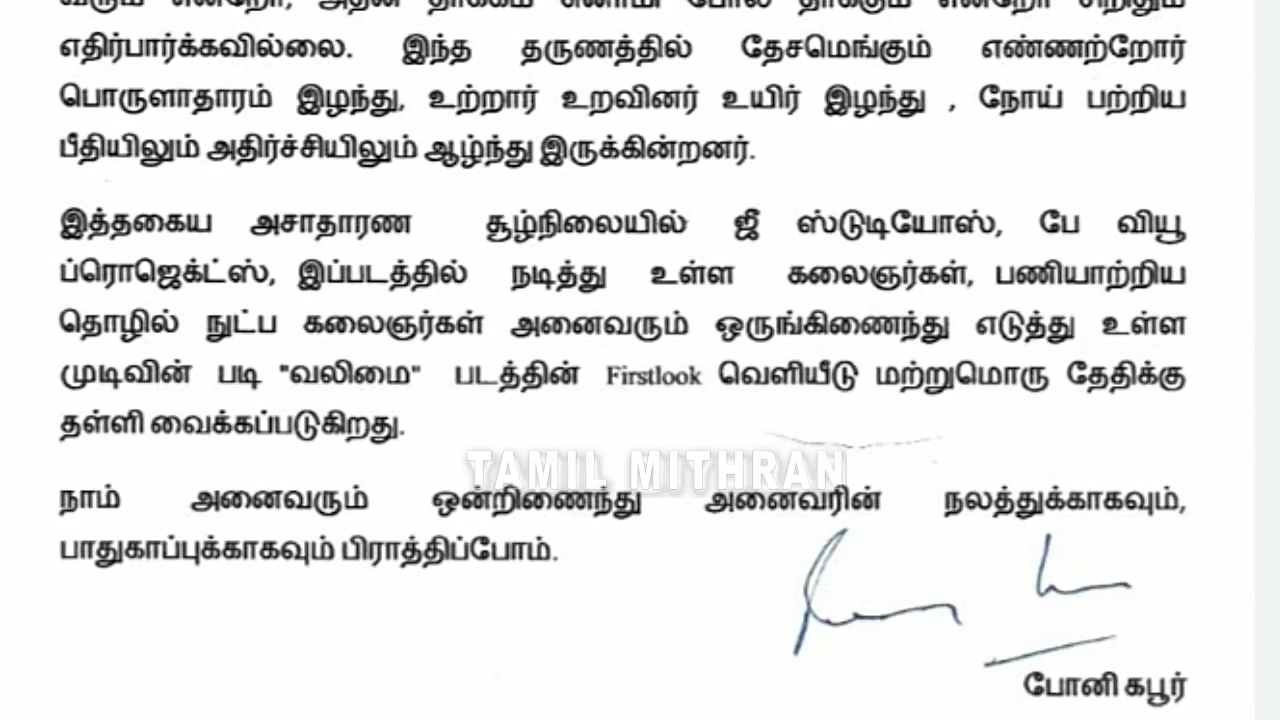 எதிர்பார்க்கவில்லை. இந்த தருணத்தில் தேசமெங்கும் எண்ணற்றோர்
பொருளாதாரம் இழந்து, உற்றார் உறவினர் உயிர் இழந்து , நோய் பற்றிய
பீதியிலும் அதிர்ச்சியிலும் ஆழ்ந்து இருக்கின்றனர்.
இத்தகைய அசாதாரண சூழ்நிலையில் ஜீ ஸ்டுடியோஸ், பே வியூ
ப்ரொஜெக்ட்ஸ், இப்படத்தில் நடித்து உள்ள கலைஞர்கள், பணியாற்றிய
தொழில் நுட்ப கலைஞர்கள் அனைவரும் ஒருங்கிணைந்து எடுத்து உள்ள
முடிவின் படி "வலிமை" படத்தின் Firstlook வெளியீடு மற்றுமொரு தேதிக்கு
தள்ளி வைக்கப்படுகிறது.
TAMIL MITHRAN
நாம் அனைவரும் ஒன்றிணைந்து அனைவரின் நலத்துக்காகவும்,
பாதுகாப்புக்காகவும் பிராத்திப்போம்.
போனி கபூர்